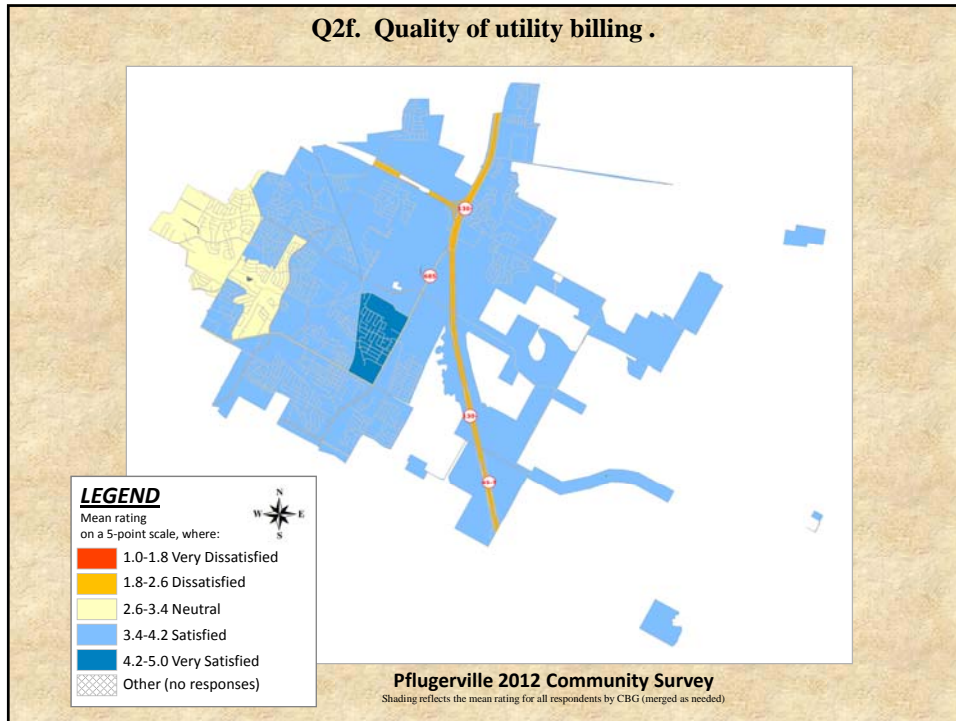 Q2f. Quality of utility billing .
130
685
130
LEGEND
Mean rating
on a 5-point scale, where:
N
W E
S
1.0-1.8 Very Dissatisfied
1.8-2.6 Dissatisfied
2.6-3.4 Neutral
3.4-4.2 Satisfied
4.2-5.0 Very Satisfied
Other (no responses)
Pflugerville 2012 Community Survey
Shading reflects the mean rating for all respondents by CBG (merged as needed)